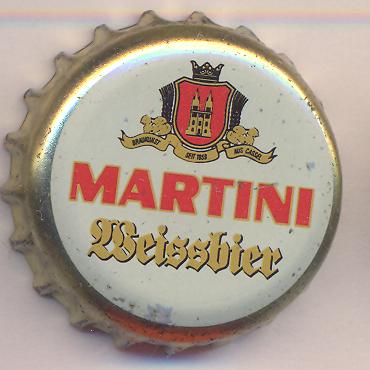 BRAUKUNST SEIT 1859 AUS CASSEL
MARTINI
Weissbier